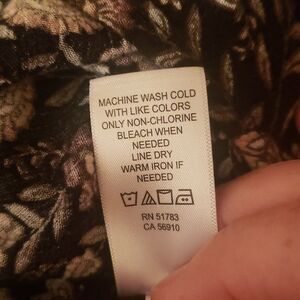 MACHINE WASH COLD
WITH LIKE COLORS
ONLY NON-CHLORINE
BLEACH WHEN
NEEDED
LINE DRY
WARM IRON IF
NEEDED
RN 51783
CA 56910